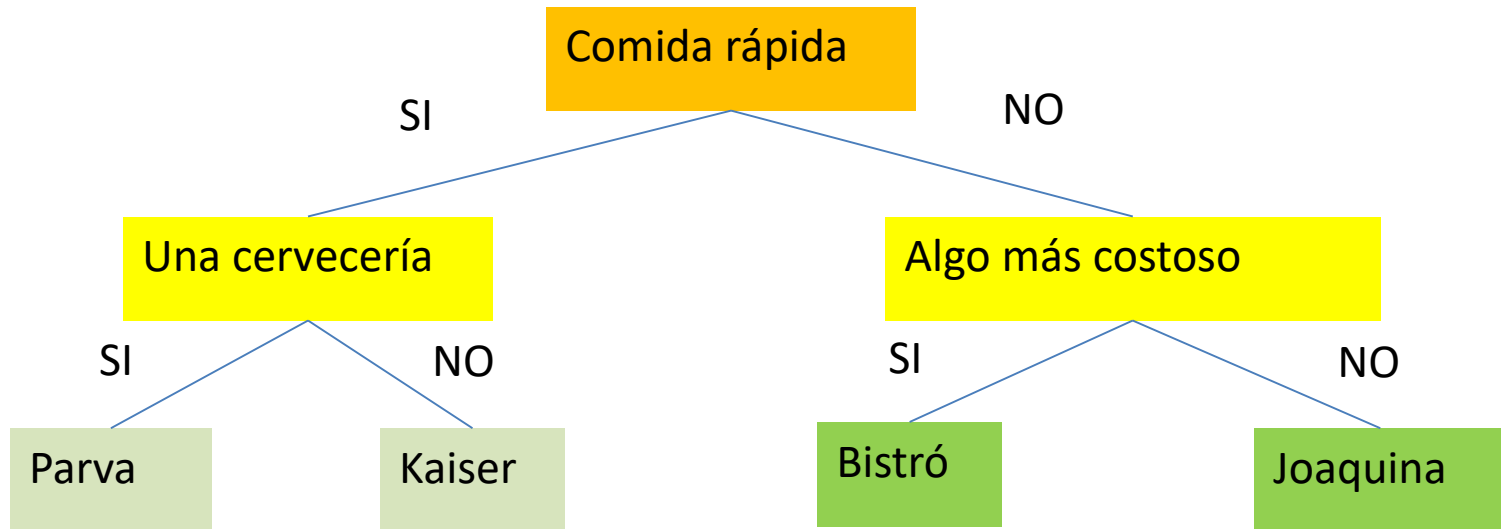 Comida rápida
SI
NO
Una cervecería
Algo más costoso
SI
NO
SI
NO
Parva
Kaiser
Bistró
Joaquina